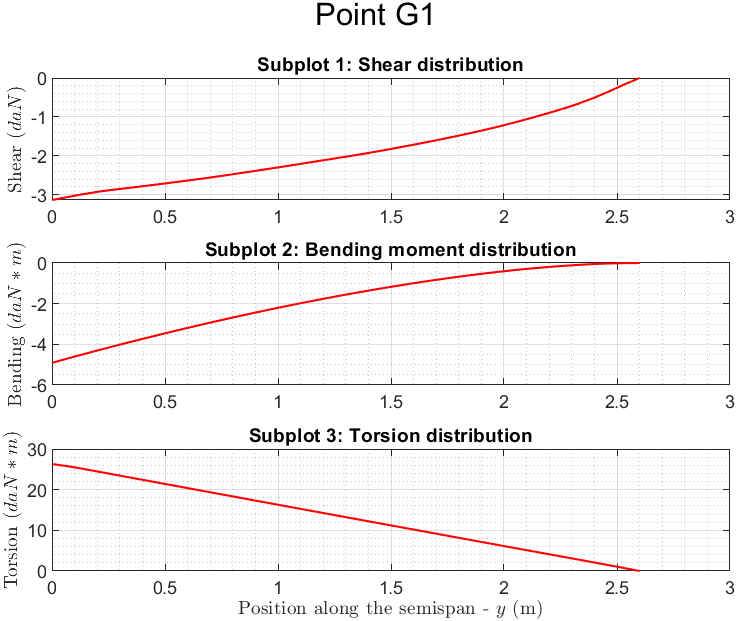 Point G1
Subplot 1: Shear distribution
Shear (daN)
0
-1
-2
-3
0 0.5 1 1.5 2 2.5 3
Subplot 2: Bending moment distribution
Bending (daN * m)
0
-2
-4
-6
0 0.5 1 1.5 2 2.5 3
Subplot 3: Torsion distribution
Torsion (daN * m)
30
20
10
0
0 0.5 1 1.5 2 2.5 3
Position along the semispan - y (m)